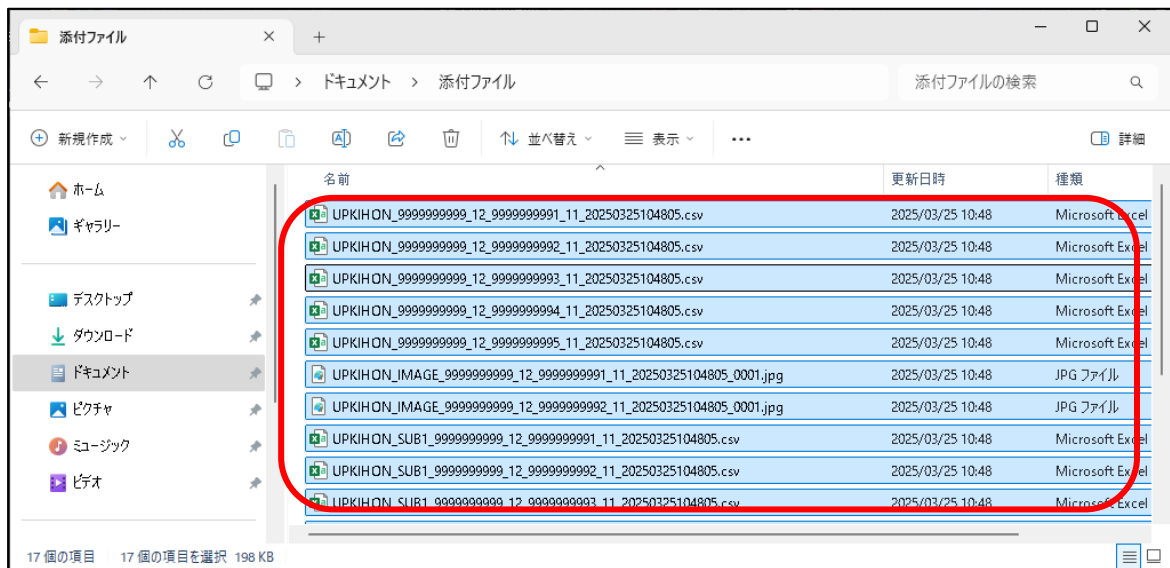 添付ファイル
ドキュメント > 添付ファイル 添付ファイルの検索
新規作成 並べ替え 表示 ... 詳細
ホーム
ギャラリー
デスクトップ
ダウンロード
ドキュメント
ピクチャ
ミュージック
ビデオ
名前 更新日時 種類
UPKIHON_9999999999_12_9999999991_11_20250325104805.csv 2025/03/25 10:48 Microsoft Excel
UPKIHON_9999999999_12_9999999992_11_20250325104805.csv 2025/03/25 10:48 Microsoft Excel
UPKIHON_9999999999_12_9999999993_11_20250325104805.csv 2025/03/25 10:48 Microsoft Excel
UPKIHON_9999999999_12_9999999994_11_20250325104805.csv 2025/03/25 10:48 Microsoft Excel
UPKIHON_9999999999_12_9999999995_11_20250325104805.csv 2025/03/25 10:48 Microsoft Excel
UPKIHON_IMAGE_9999999999_12_9999999991_11_20250325104805_0001.jpg 2025/03/25 10:48 JPG ファイル
UPKIHON_IMAGE_9999999999_12_9999999992_11_20250325104805_0001.jpg 2025/03/25 10:48 JPG ファイル
UPKIHON_SUB1_9999999999_12_9999999991_11_20250325104805.csv 2025/03/25 10:48 Microsoft Excel
UPKIHON_SUB1_9999999999_12_9999999992_11_20250325104805.csv 2025/03/25 10:48 Microsoft Excel
UPKIHON_SUB1_9999999999_12_9999999993_11_20250325104805.csv 2025/03/25 10:48 Microsoft Excel
17 個の項目 17 個の項目を選択 198 KB